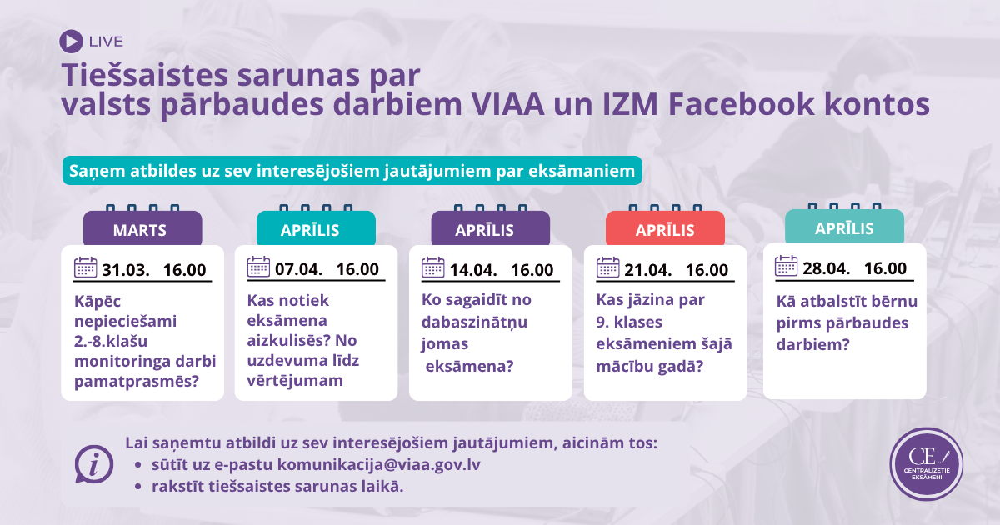 LIVE
Tiešsaistes sarunas par
valsts pārbaudes darbiem VIAA un IZM Facebook kontos
Saņem atbildes uz sev interesējošiem jautājumiem par eksāmaniem
MARTS
31.03. 16.00
Kāpēc
nepieciešami
2.-8.klašu
monitoringa darbi
pamatprasmēs?
APRĪLIS
07.04. 16.00
Kas notiek
eksāmena
aizkulisēs? No
uzdevuma līdz
vērtējumam
APRĪLIS
14.04. 16.00
Ko sagaidīt no
dabaszinātņu
jomas
eksāmena?
APRĪLIS
21.04. 16.00
Kas jāzina par
9. klases
eksāmeniem šajā
mācību gadā?
APRĪLIS
28.04. 16.00
Kā atbalstīt bērnu
pirms pārbaudes
darbiem?
Lai saņemtu atbildi uz sev interesējošiem jautājumiem, aicinām tos:
• sūtīt uz e-pastu komunikacija@viaa.gov.lv
• rakstīt tiešsaistes sarunas laikā.
CE
CENTRALIZĒTIE
EKSĀMENI